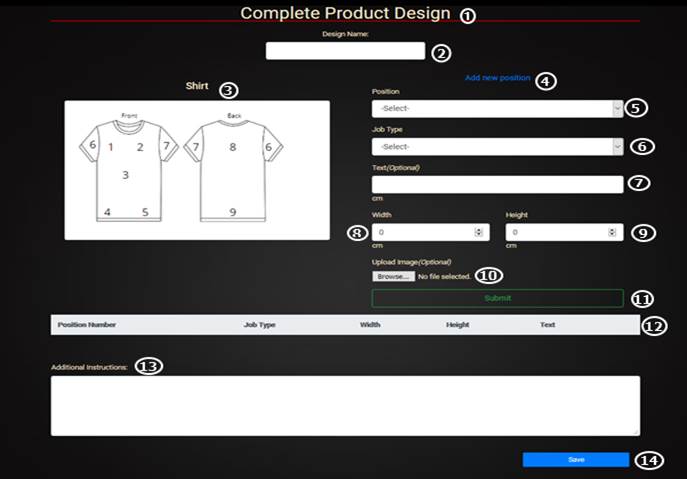 Complete Product Design 1
Design Name:
2
Shirt 3
Add new position 4
Front Back
6 1 2 7 7 8 6
3
4 5 9
Position
-Select- 5
Job Type
-Select- 6
Text(Optional)
7
cm
Width Height
8 0 0 9
cm cm
Upload Image(Optional)
Browse... No file selected. 10
Submit 11
Position Number Job Type Width Height Text 12
Additional Instructions: 13
Save 14